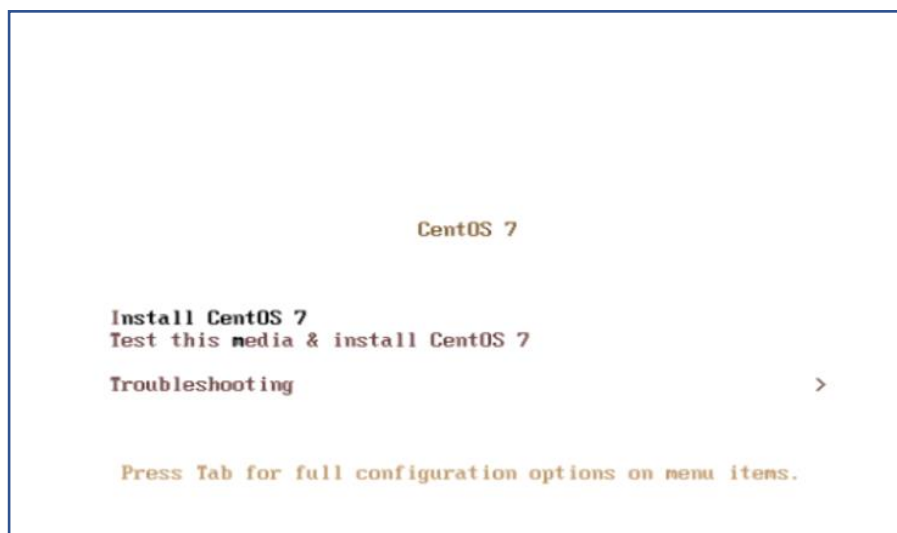 CentOS 7
Install CentOS 7
Test this media & install CentOS 7
Troubleshooting >
Press Tab for full configuration options on menu items.